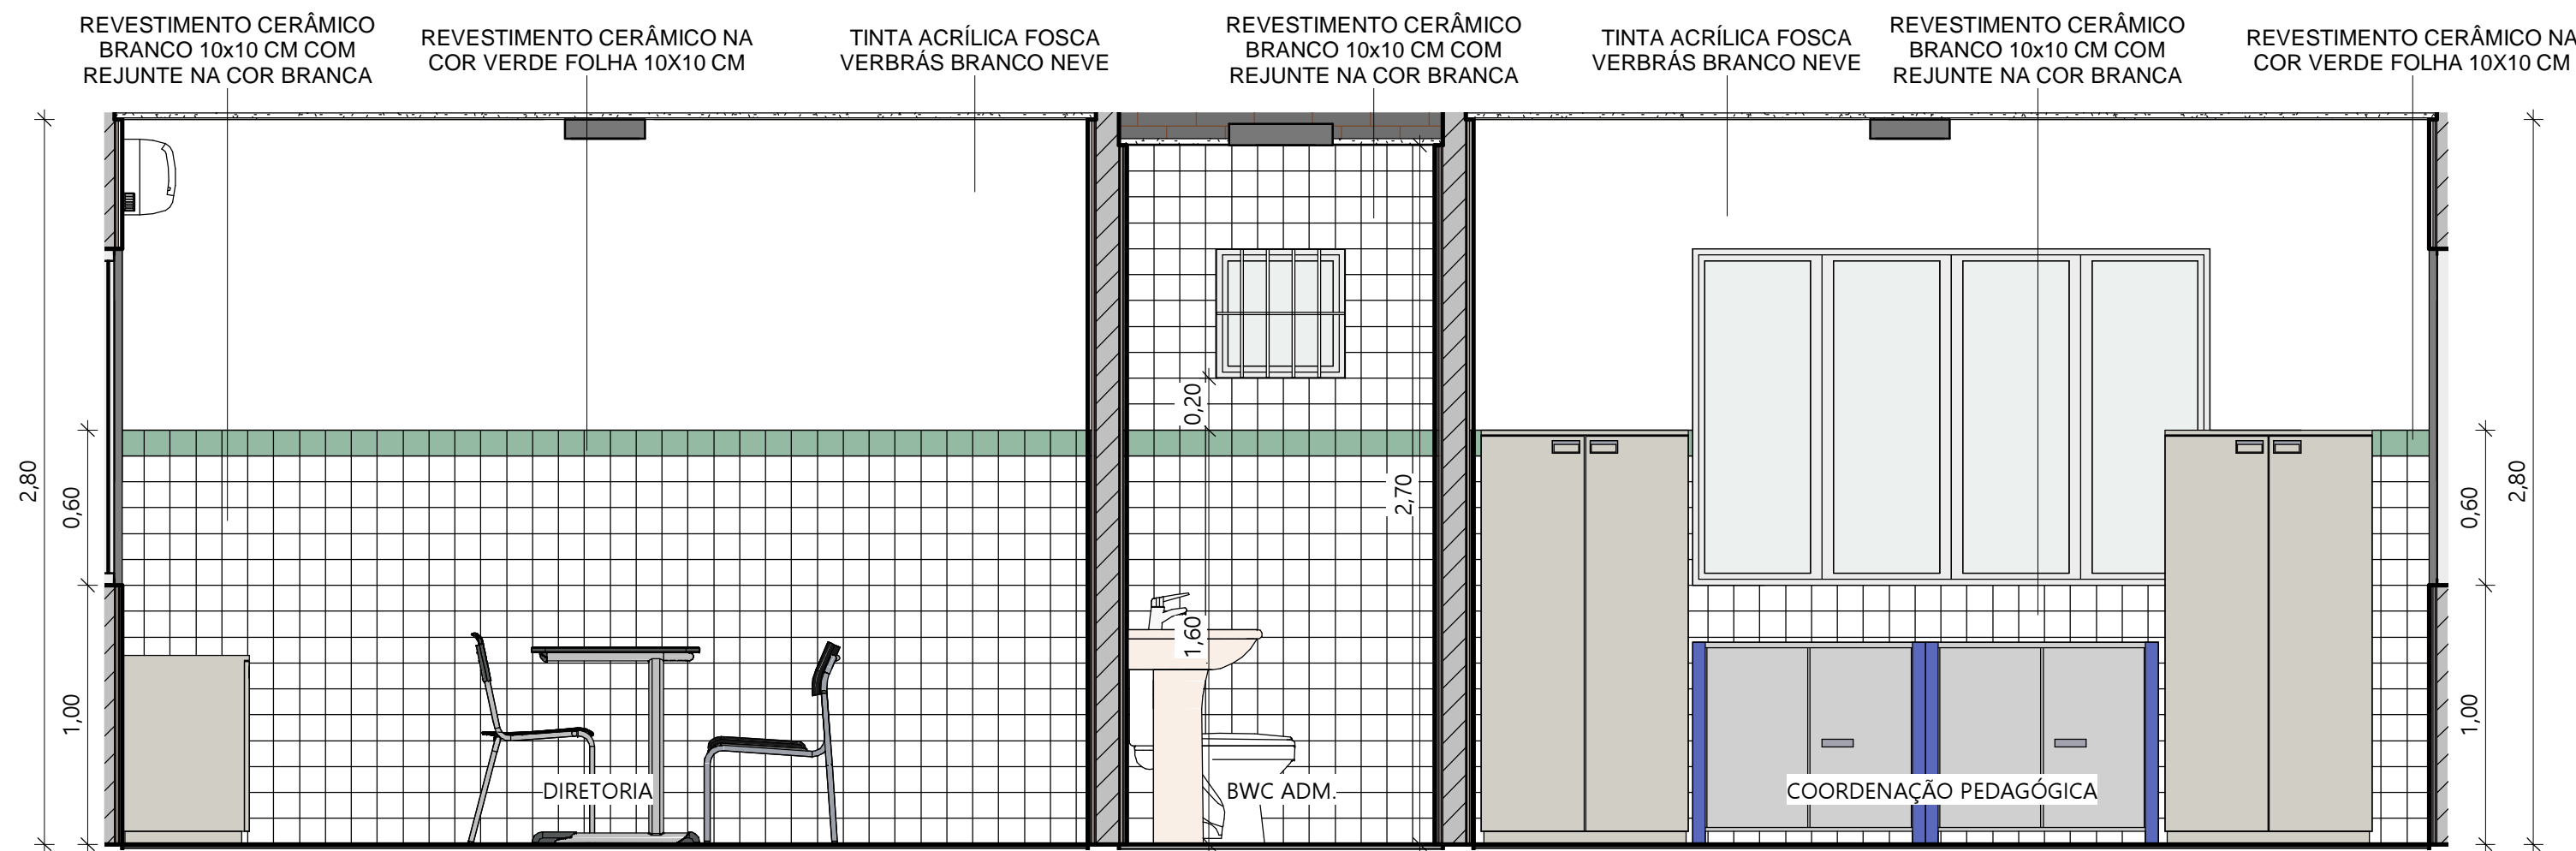 REVESTIMENTO CERÂMICO
BRANCO 10x10 CM COM
REJUNTE NA COR BRANCA
REVESTIMENTO CERÂMICO NA
COR VERDE FOLHA 10X10 CM
TINTA ACRÍLICA FOSCA
VERBRÁS BRANCO NEVE
REVESTIMENTO CERÂMICO
BRANCO 10x10 CM COM
REJUNTE NA COR BRANCA
TINTA ACRÍLICA FOSCA
VERBRÁS BRANCO NEVE
REVESTIMENTO CERÂMICO
BRANCO 10x10 CM COM
REJUNTE NA COR BRANCA
REVESTIMENTO CERÂMICO NA
COR VERDE FOLHA 10X10 CM
2,80
0,60
1,00
0,20
2,70
1,60
0,60
2,80
1,00
DIRETORIA
BWC ADM.
COORDENAÇÃO PEDAGÓGICA